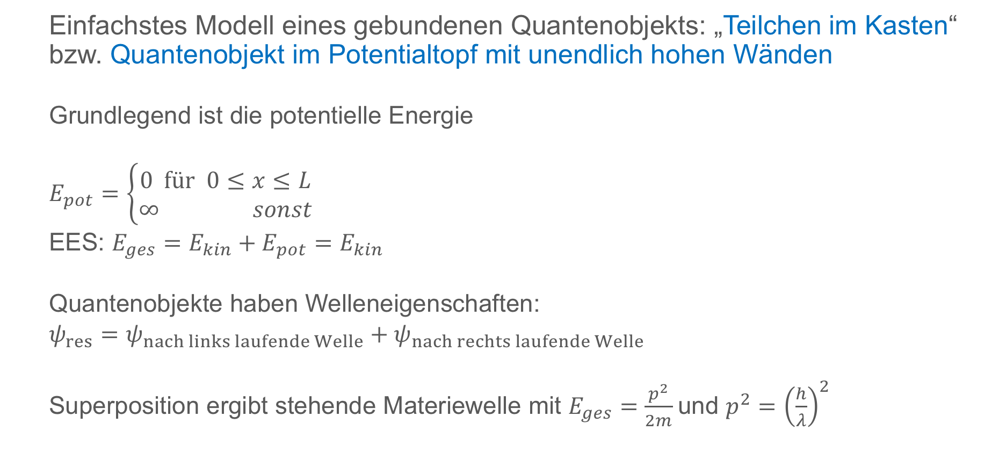 Einfachstes Modell eines gebundenen Quantenobjekts: „Teilchen im Kasten“
bzw. Quantenobjekt im Potentialtopf mit unendlich hohen Wänden
Grundlegend ist die potentielle Energie
$E_{pot} = \begin{cases} 0 \text{ für } 0 \leq x \leq L \\ \infty \quad sonst \end{cases}$
EES: $E_{ges} = E_{kin} + E_{pot} = E_{kin}$
Quantenobjekte haben Welleneigenschaften:
$\psi_{\text{res}} = \psi_{\text{nach links laufende Welle}} + \psi_{\text{nach rechts laufende Welle}}$
Superposition ergibt stehende Materiewelle mit $E_{ges} = \frac{p^2}{2m}$ und $p^2 = \left(\frac{h}{\lambda}\right)^2$